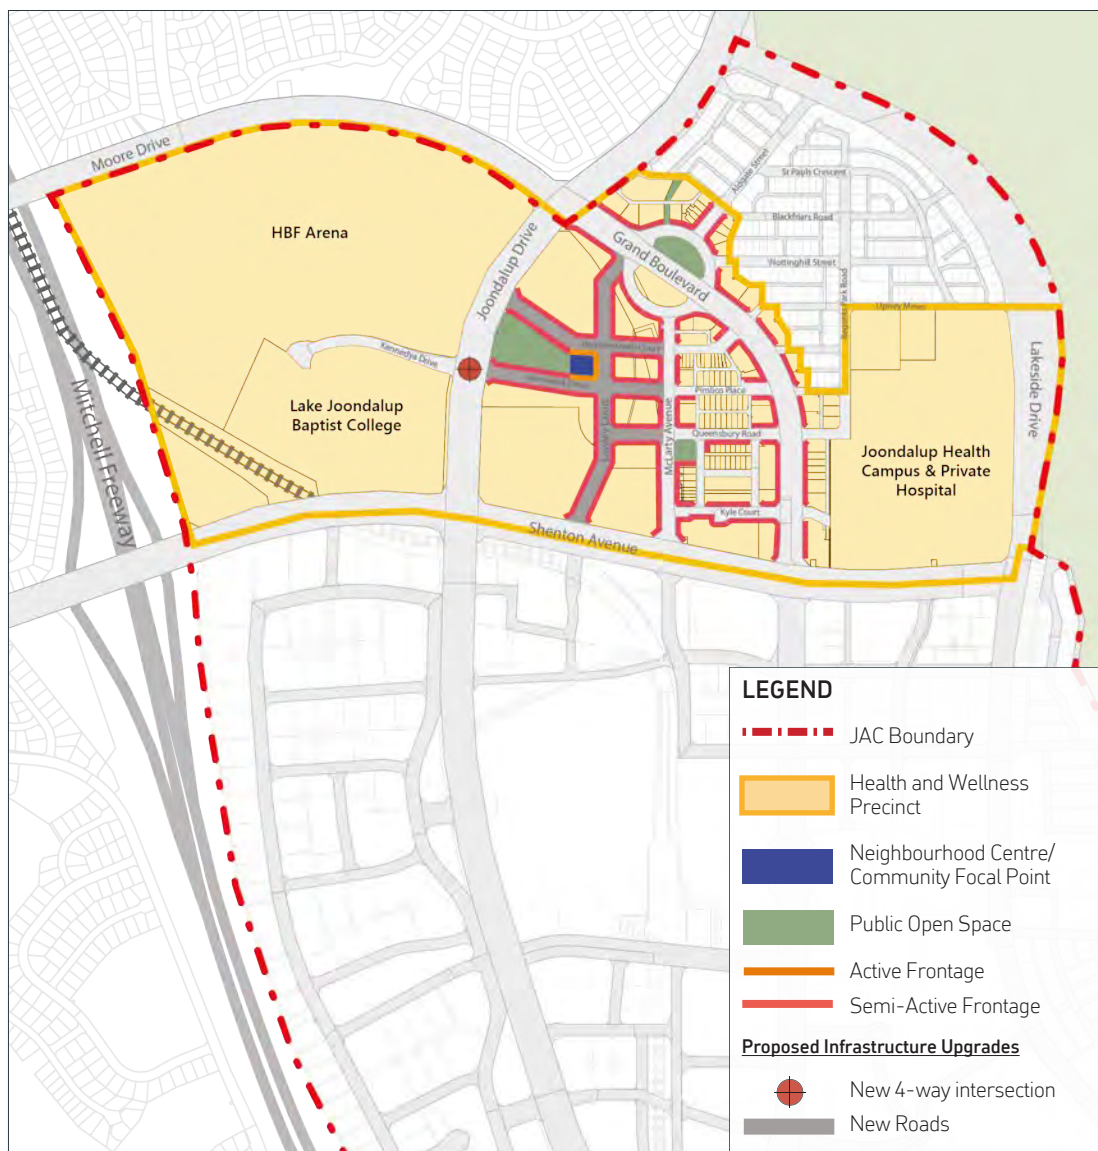 Moore Drive
HBF Arena
Joondalup Drive
Grand Boulevard
Aldgate Street
St Pauls Crescent
Blackfriars Road
Nottinghill Street
Regents Park Road
Upney Mews
Lakeside Drive
Kennedya Drive
Lake Joondalup
Baptist College
Pimlico Place
Queensbury Road
McLarty Avenue
Kyle Court
Joondalup Health
Campus & Private
Hospital
Mitchell Freeway
Shenton Avenue
LEGEND
JAC Boundary
Health and Wellness
Precinct
Neighbourhood Centre/
Community Focal Point
Public Open Space
Active Frontage
Semi-Active Frontage
Proposed Infrastructure Upgrades
New 4-way intersection
New Roads